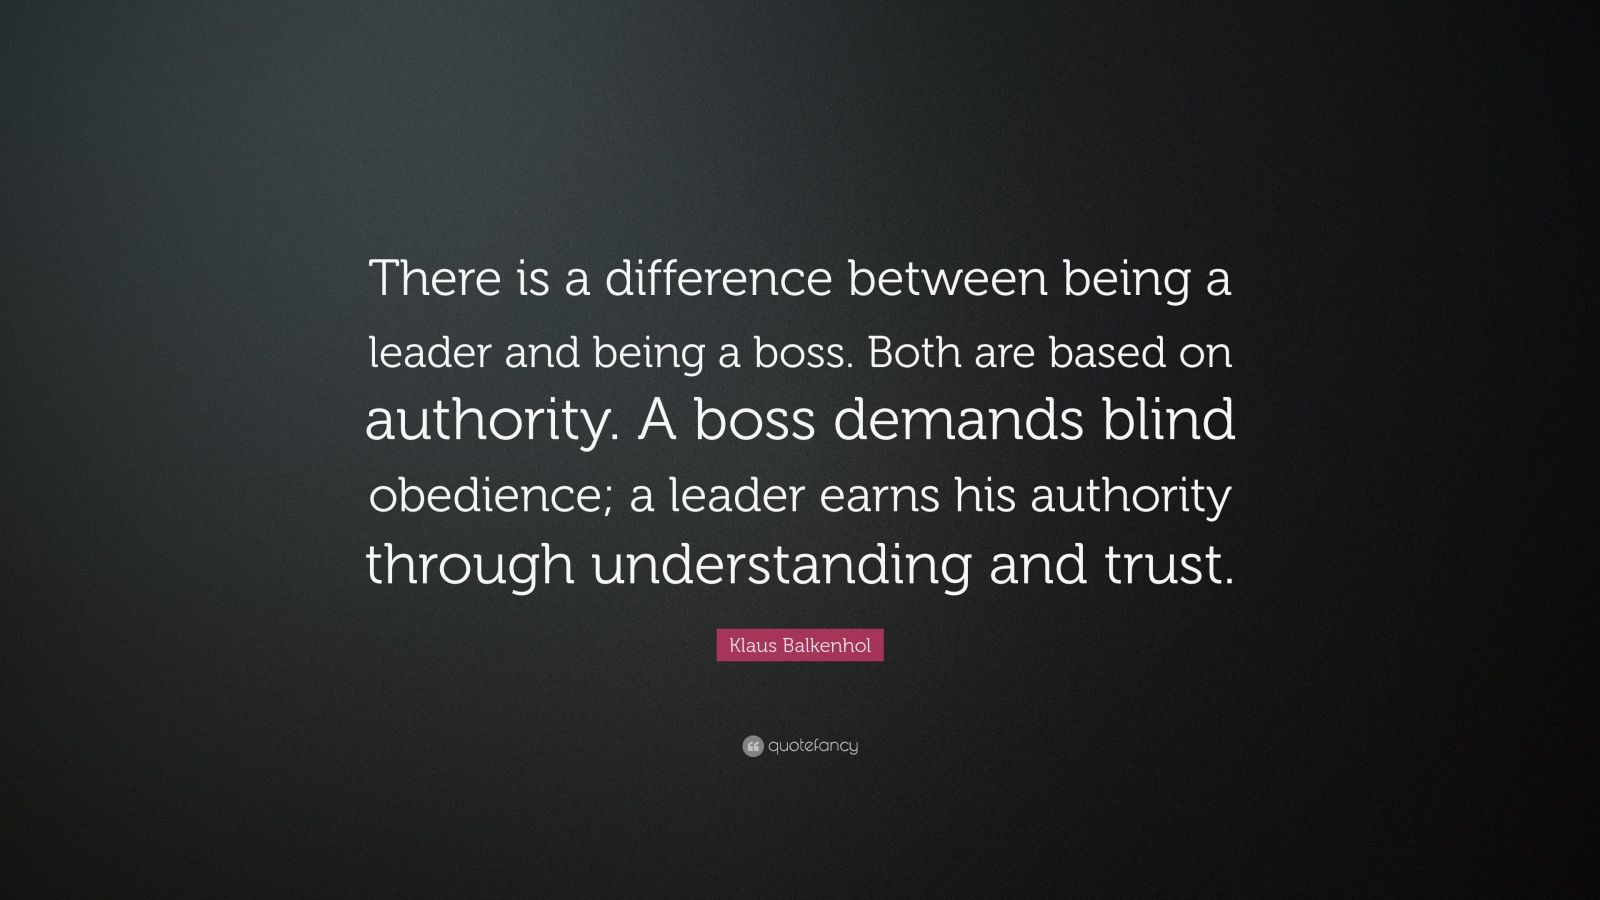 There is a difference between being a
leader and being a boss. Both are based on
authority. A boss demands blind
obedience; a leader earns his authority
through understanding and trust.
Klaus Balkenhol
quotefancy